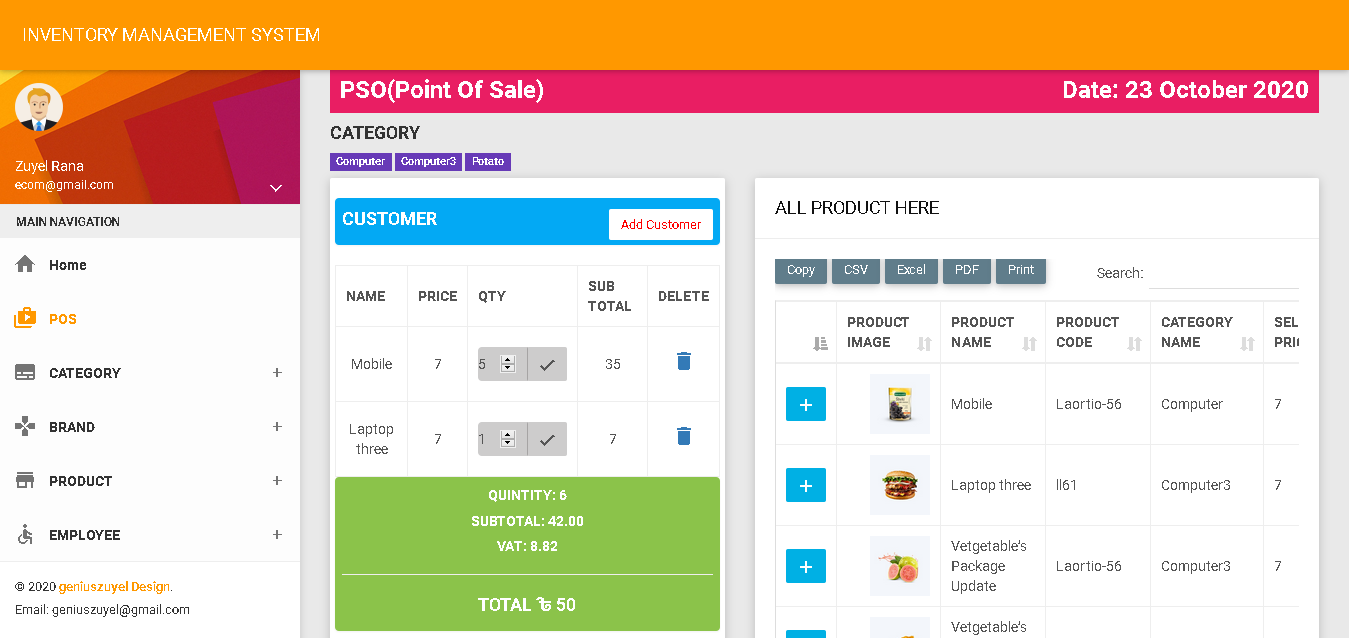 INVENTORY MANAGEMENT SYSTEM
Zuyel Rana
ecom@gmail.com
MAIN NAVIGATION
Home
POS
CATEGORY +
BRAND +
PRODUCT +
EMPLOYEE +
© 2020 geniuszuyel Design.
Email: geniuszuyel@gmail.com
PSO(Point Of Sale) Date: 23 October 2020
CATEGORY
Computer Computer3 Potato
CUSTOMER Add Customer
NAME PRICE QTY SUB TOTAL DELETE
Mobile 7 5 35
Laptop three 7 1 7
QUINTITY: 6
SUBTOTAL: 42.00
VAT: 8.82
TOTAL ৳ 50
ALL PRODUCT HERE
Copy CSV Excel PDF Print Search:
PRODUCT IMAGE PRODUCT NAME PRODUCT CODE CATEGORY NAME SEL PRI
+ Mobile Laortio-56 Computer 7
+ Laptop three ll61 Computer3 7
+ Vetgetable's Package Update Laortio-56 Computer3 7
+ Vetgetable's